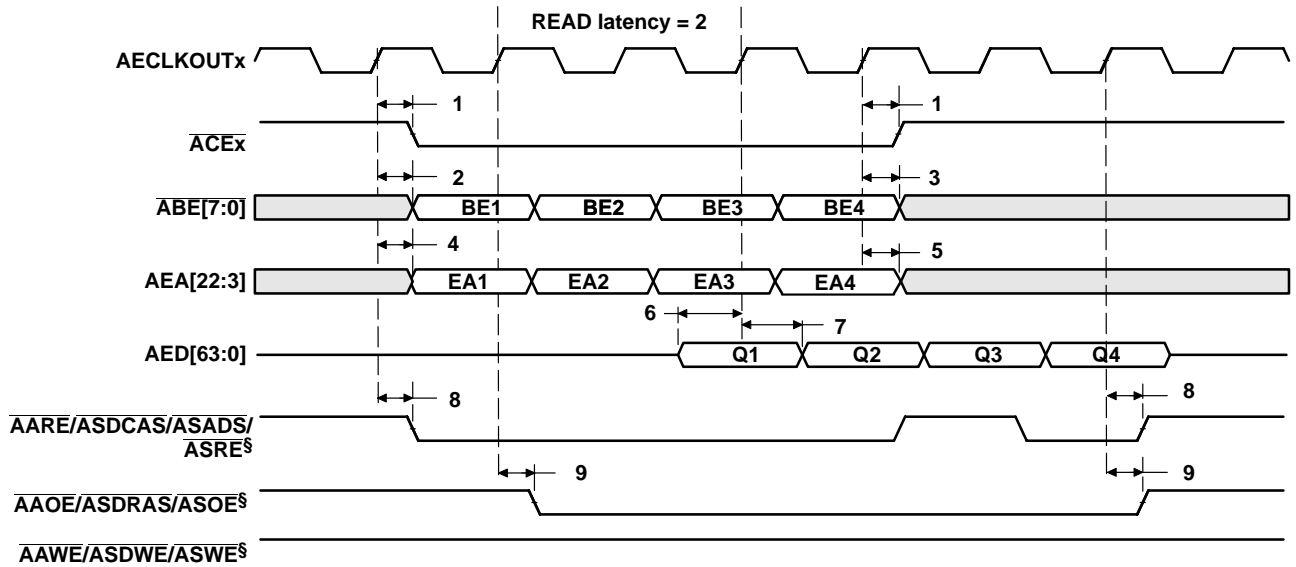 READ latency = 2
AECLKOUTx
1 1
ACEx
2 3
ABE[7:0] BE1 BE2 BE3 BE4
4 5
AEA[22:3] EA1 EA2 EA3 EA4
6 7
AED[63:0] Q1 Q2 Q3 Q4
8 8
AARE/ASDCAS/ASADS/
ASRE§
9 9
AAOE/ASDRAS/ASOE§
AAWE/ASDWE/ASWE§